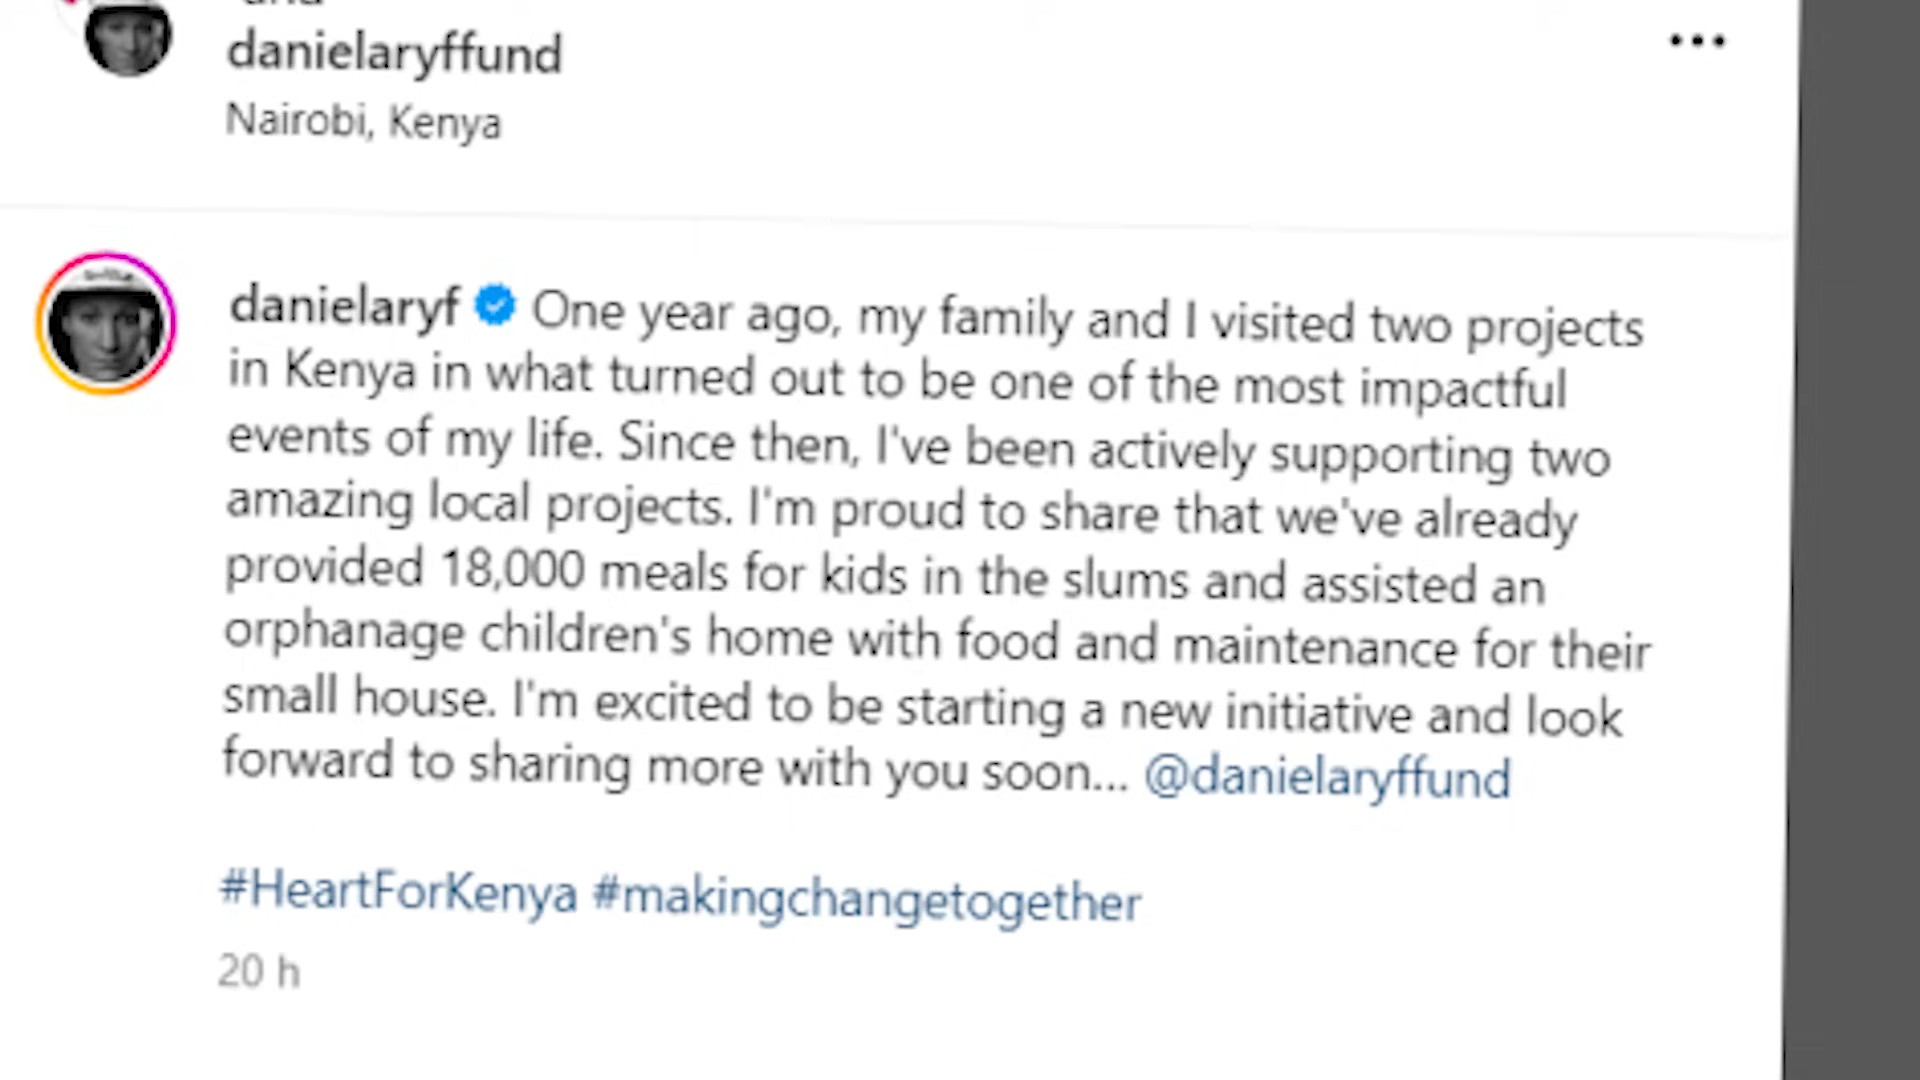 danielaryffund
Nairobi, Kenya
danielaryf One year ago, my family and I visited two projects
in Kenya in what turned out to be one of the most impactful
events of my life. Since then, I've been actively supporting two
amazing local projects. I'm proud to share that we've already
provided 18,000 meals for kids in the slums and assisted an
orphanage children's home with food and maintenance for their
small house. I'm excited to be starting a new initiative and look
forward to sharing more with you soon... @danielaryffund
#HeartForKenya #makingchangetogether
20 h